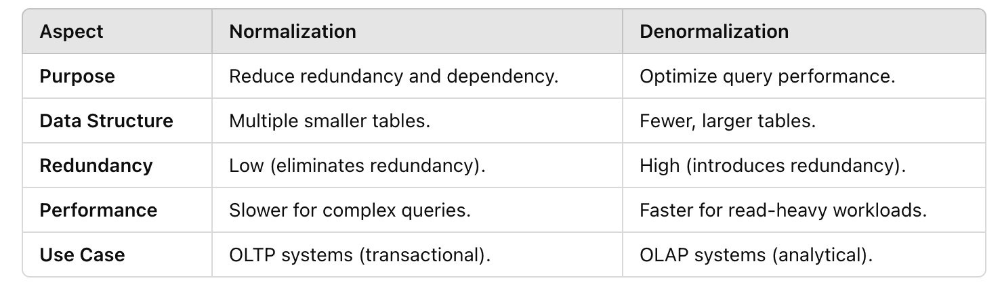 Aspect Normalization Denormalization
Purpose Reduce redundancy and dependency. Optimize query performance.
Data Structure Multiple smaller tables. Fewer, larger tables.
Redundancy Low (eliminates redundancy). High (introduces redundancy).
Performance Slower for complex queries. Faster for read-heavy workloads.
Use Case OLTP systems (transactional). OLAP systems (analytical).